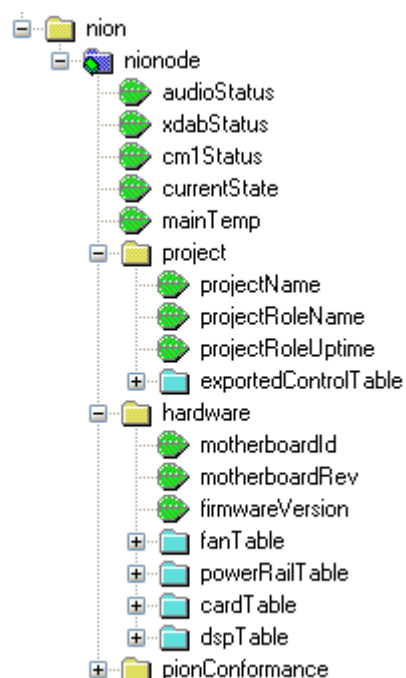 nion
nionode
audioStatus
xdabStatus
cm1Status
currentState
mainTemp
project
projectName
projectRoleName
projectRoleUptime
exportedControlTable
hardware
motherboardId
motherboardRev
firmwareVersion
fanTable
powerRailTable
cardTable
dspTable
pionConformance